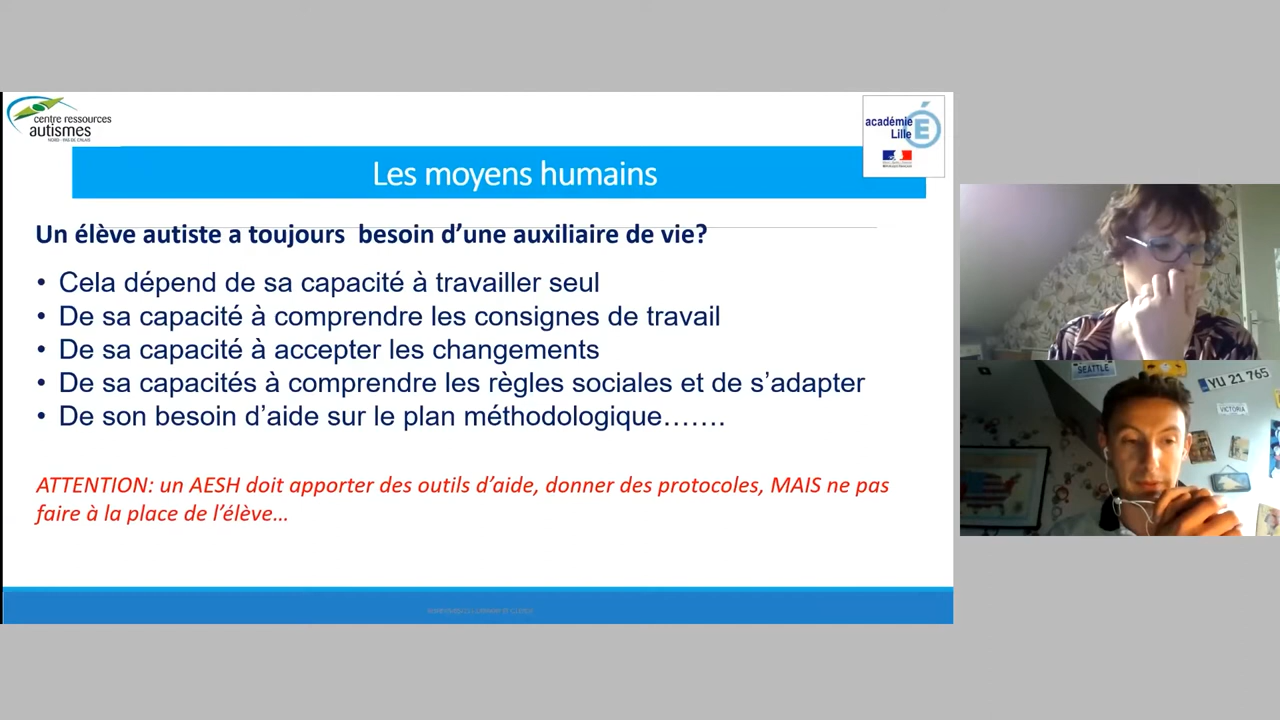 centre ressources
autismes
NORD - PAS DE CALAIS
académie
Lille
É
Les moyens humains
Un élève autiste a toujours  besoin d’une auxiliaire de vie?
• Cela dépend de sa capacité à travailler seul
• De sa capacité à comprendre les consignes de travail
• De sa capacité à accepter les changements
• De sa capacités à comprendre les règles sociales et de s’adapter
• De son besoin d’aide sur le plan méthodologique…….
ATTENTION: un AESH doit apporter des outils d’aide, donner des protocoles, MAIS ne pas
faire à la place de l’élève…
SEATTLE
YU 21 765
VICTORIA